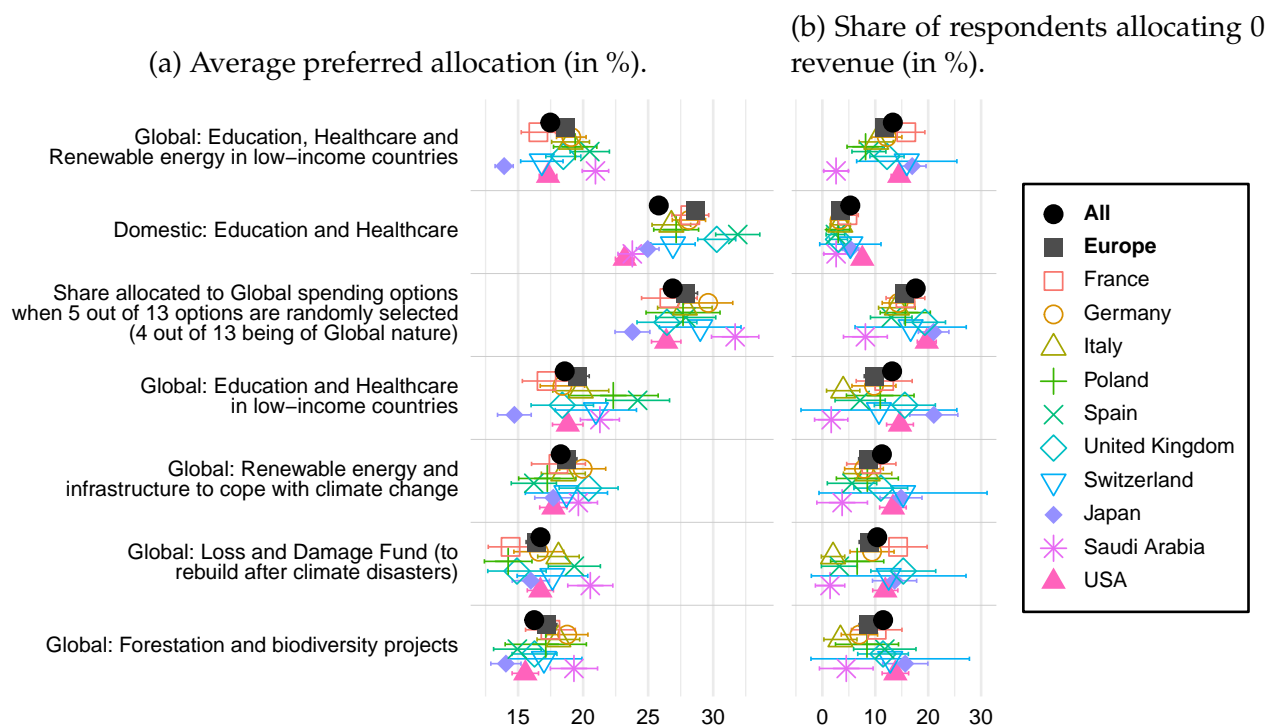 (a) Average preferred allocation (in %).
(b) Share of respondents allocating 0
revenue (in %).
Global: Education, Healthcare and
Renewable energy in low−income countries
Domestic: Education and Healthcare
Share allocated to Global spending options
when 5 out of 13 options are randomly selected
(4 out of 13 being of Global nature)
Global: Education and Healthcare
in low−income countries
Global: Renewable energy and
infrastructure to cope with climate change
Global: Loss and Damage Fund (to
rebuild after climate disasters)
Global: Forestation and biodiversity projects
15 20 25 30
0 10 20 30
All
Europe
France
Germany
Italy
Poland
Spain
United Kingdom
Switzerland
Japan
Saudi Arabia
USA